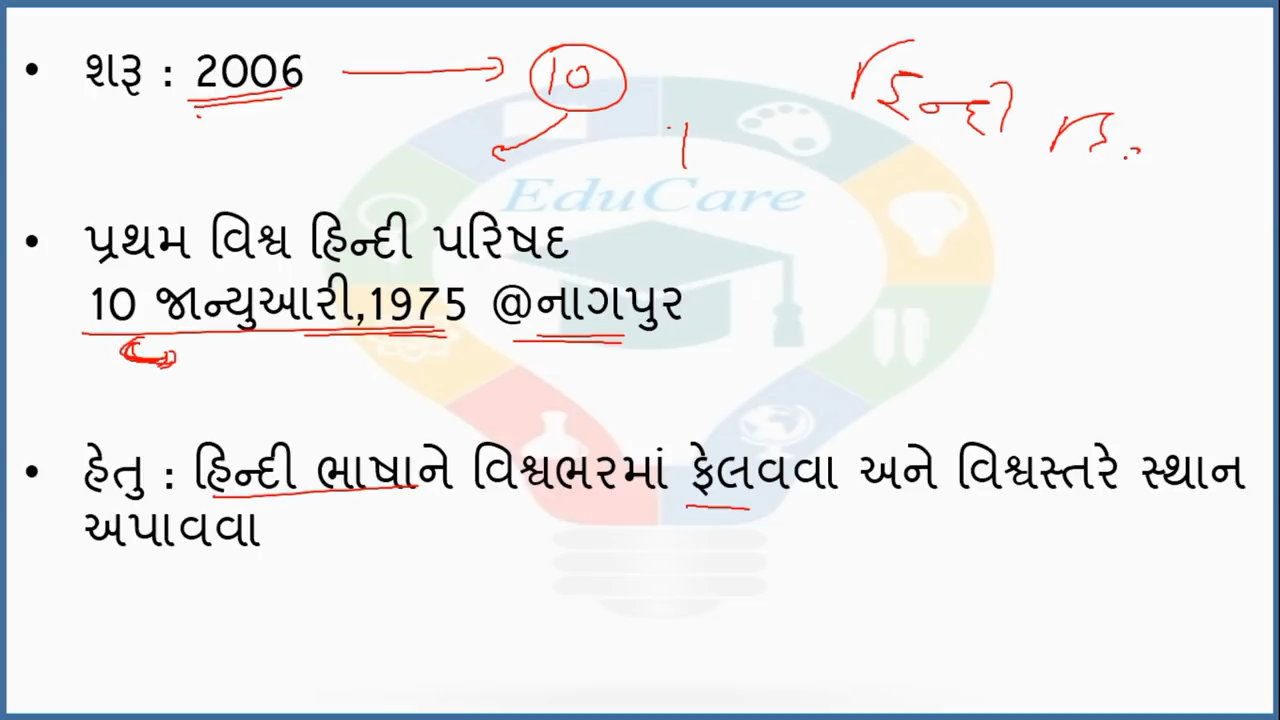 • શરૂ : 2006
10
હિન્દી
EduCare
• પ્રથમ વિશ્વ હિન્દી પરિષદ
10 જાન્યુઆરી,1975 @નાગપુર
• હેતુ : હિન્દી ભાષાને વિશ્વભરમાં ફેલવવા અને વિશ્વસ્તરે સ્થાન
અપાવવા